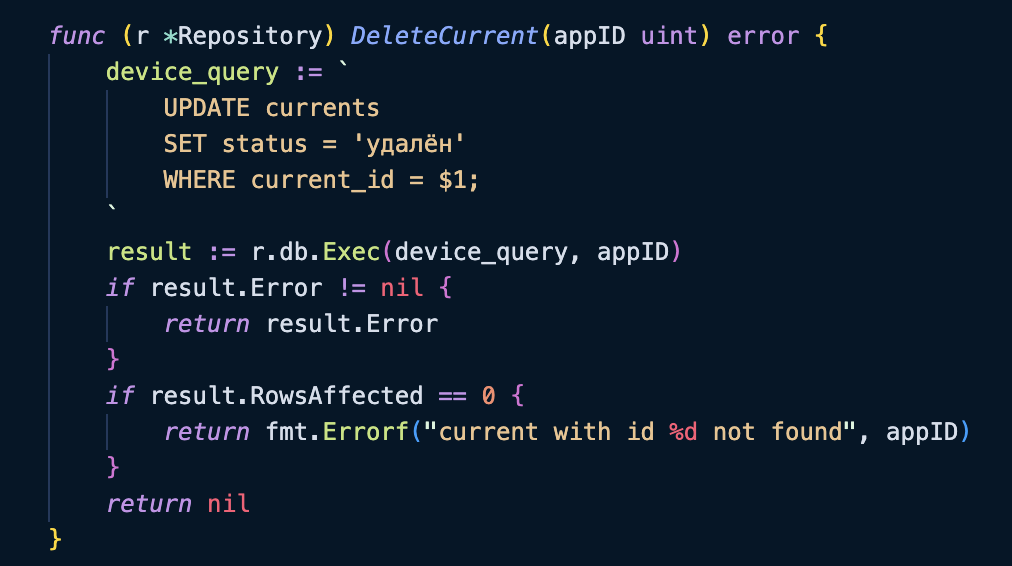 func (r *Repository) DeleteCurrent(appID uint) error {
    device_query := `
        UPDATE currents
        SET status = 'удалён'
        WHERE current_id = $1;
    `
    result := r.db.Exec(device_query, appID)
    if result.Error != nil {
        return result.Error
    }
    if result.RowsAffected == 0 {
        return fmt.Errorf("current with id %d not found", appID)
    }
    return nil
}